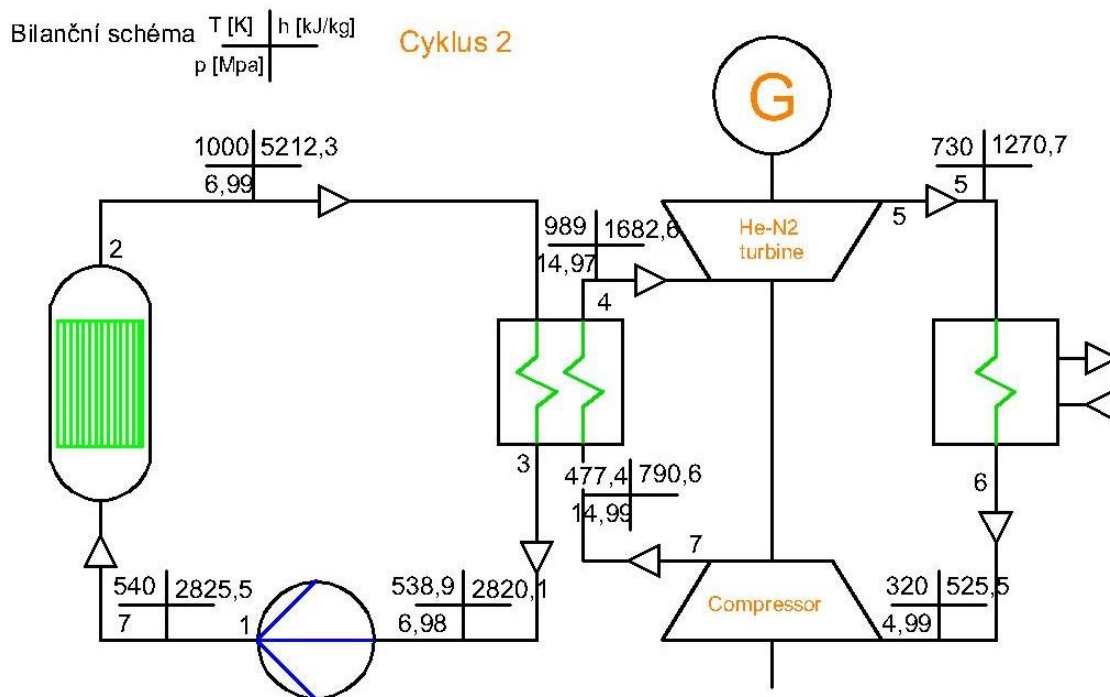 Bilanční schéma
T [K] h [kJ/kg]
p [Mpa]
Cyklus 2
G
1000 5212,3
6,99
730 1270,7
5
5
2
989 1682,6
14,97
He-N2
turbine
4
3
477,4 790,6
14,99
6
7
540 2825,5
7
1
538,9 2820,1
6,98
Compressor
320 525,5
4,99